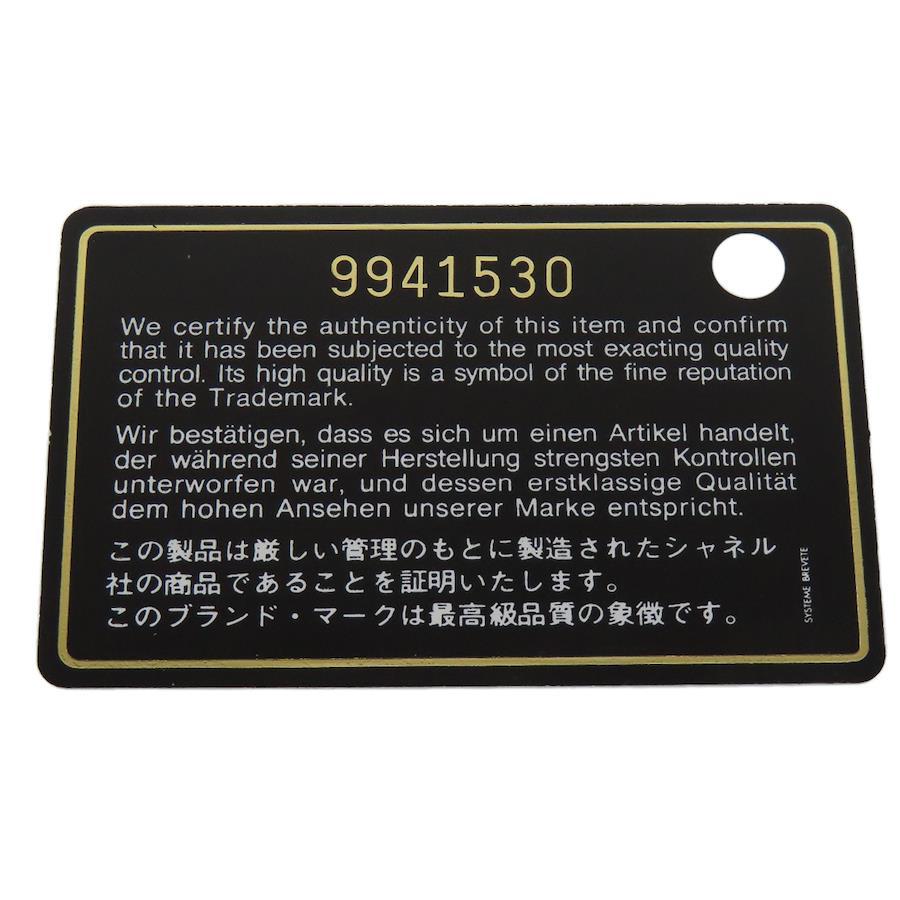 9941530
We certify the authenticity of this item and confirm
that it has been subjected to the most exacting quality
control. Its high quality is a symbol of the fine reputation
of the Trademark.
Wir bestätigen, dass es sich um einen Artikel handelt,
der während seiner Herstellung strengsten Kontrollen
unterworfen war, und dessen erstklassige Qualität
dem hohen Ansehen unserer Marke entspricht.
この製品は厳しい管理のもとに製造されたシャネル
社の商品であることを証明いたします。
このブランド・マークは最高級品質の象徴です。
SYSTEME BREVETE